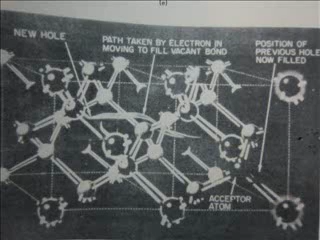 (a)
NEW HOLE
PATH TAKEN BY ELECTRON IN
MOVING TO FILL VACANT BOND
POSITION OF
PREVIOUS HOLE
NOW FILLED
ACCEPTOR
ATOM